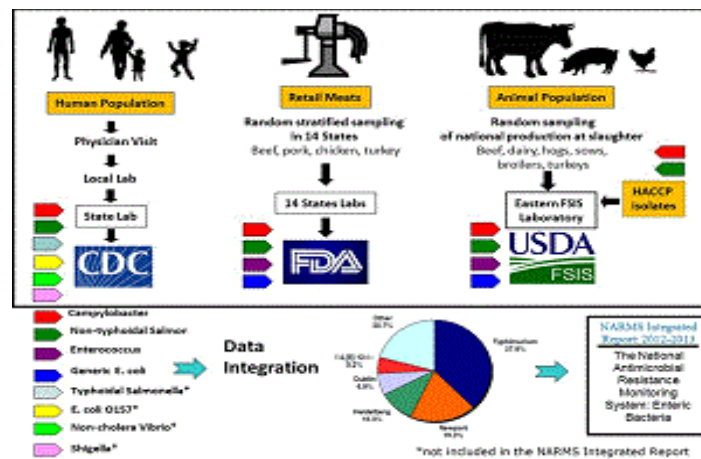 Human Population
Physician Visit
Local Lab
State Lab
CDC
Retail Meats
Random stratified sampling
in 14 States
Beef, pork, chicken, turkey
14 States Labs
FDA
Animal Population
Random sampling
of national production at slaughter
Beef, dairy, hogs, sows,
broilers, turkeys
Eastern FSIS
Laboratory
HACCP
isolates
USDA
FSIS
Campylobacter
Non-typhoidal Salmor
Enterococcus
Generic E. coli
Typhoidal Salmonella*
E. coli O157*
Non-cholera Vibrio*
Shigella*
Data
Integration
Other
Typhimurium
Dublin
Heidelberg
Newport
NARMS Integrated
Report 2012-2013
The National
Antimicrobial
Resistance
Monitoring
System: Enteric
Bacteria
*not included in the NARMS Integrated Report